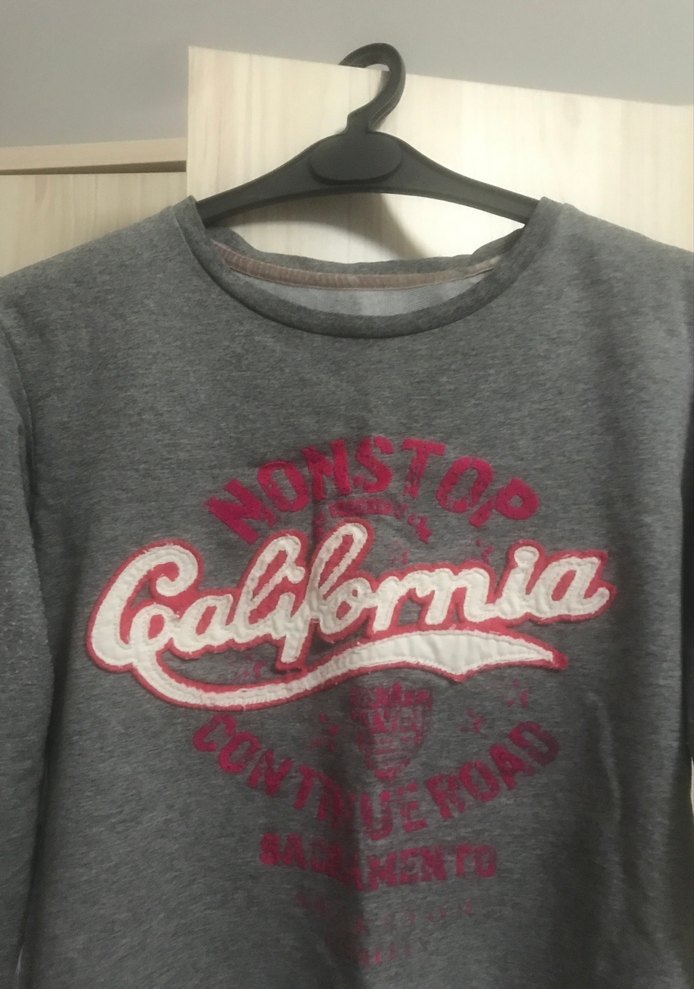 NONSTOP
California
CONTINUE ROAD
SACRAMENTO